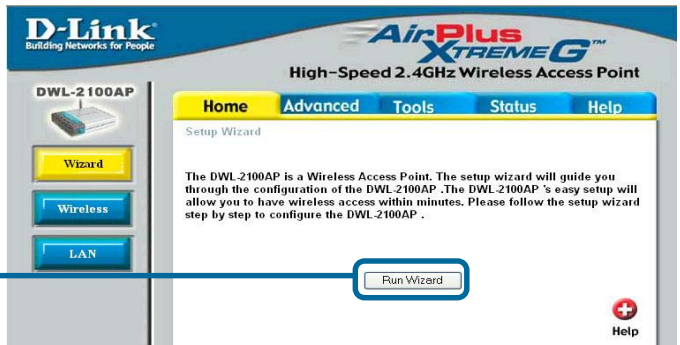 D-Link
Building Networks for People
AirPlus
XTREME G™
High-Speed 2.4GHz Wireless Access Point
DWL-2100AP
Home Advanced Tools Status Help
Setup Wizard
Wizard
Wireless
LAN
The DWL-2100AP is a Wireless Access Point. The setup wizard will guide you
through the configuration of the DWL-2100AP .The DWL-2100AP 's easy setup will
allow you to have wireless access within minutes. Please follow the setup wizard
step by step to configure the DWL-2100AP .
Run Wizard
Help